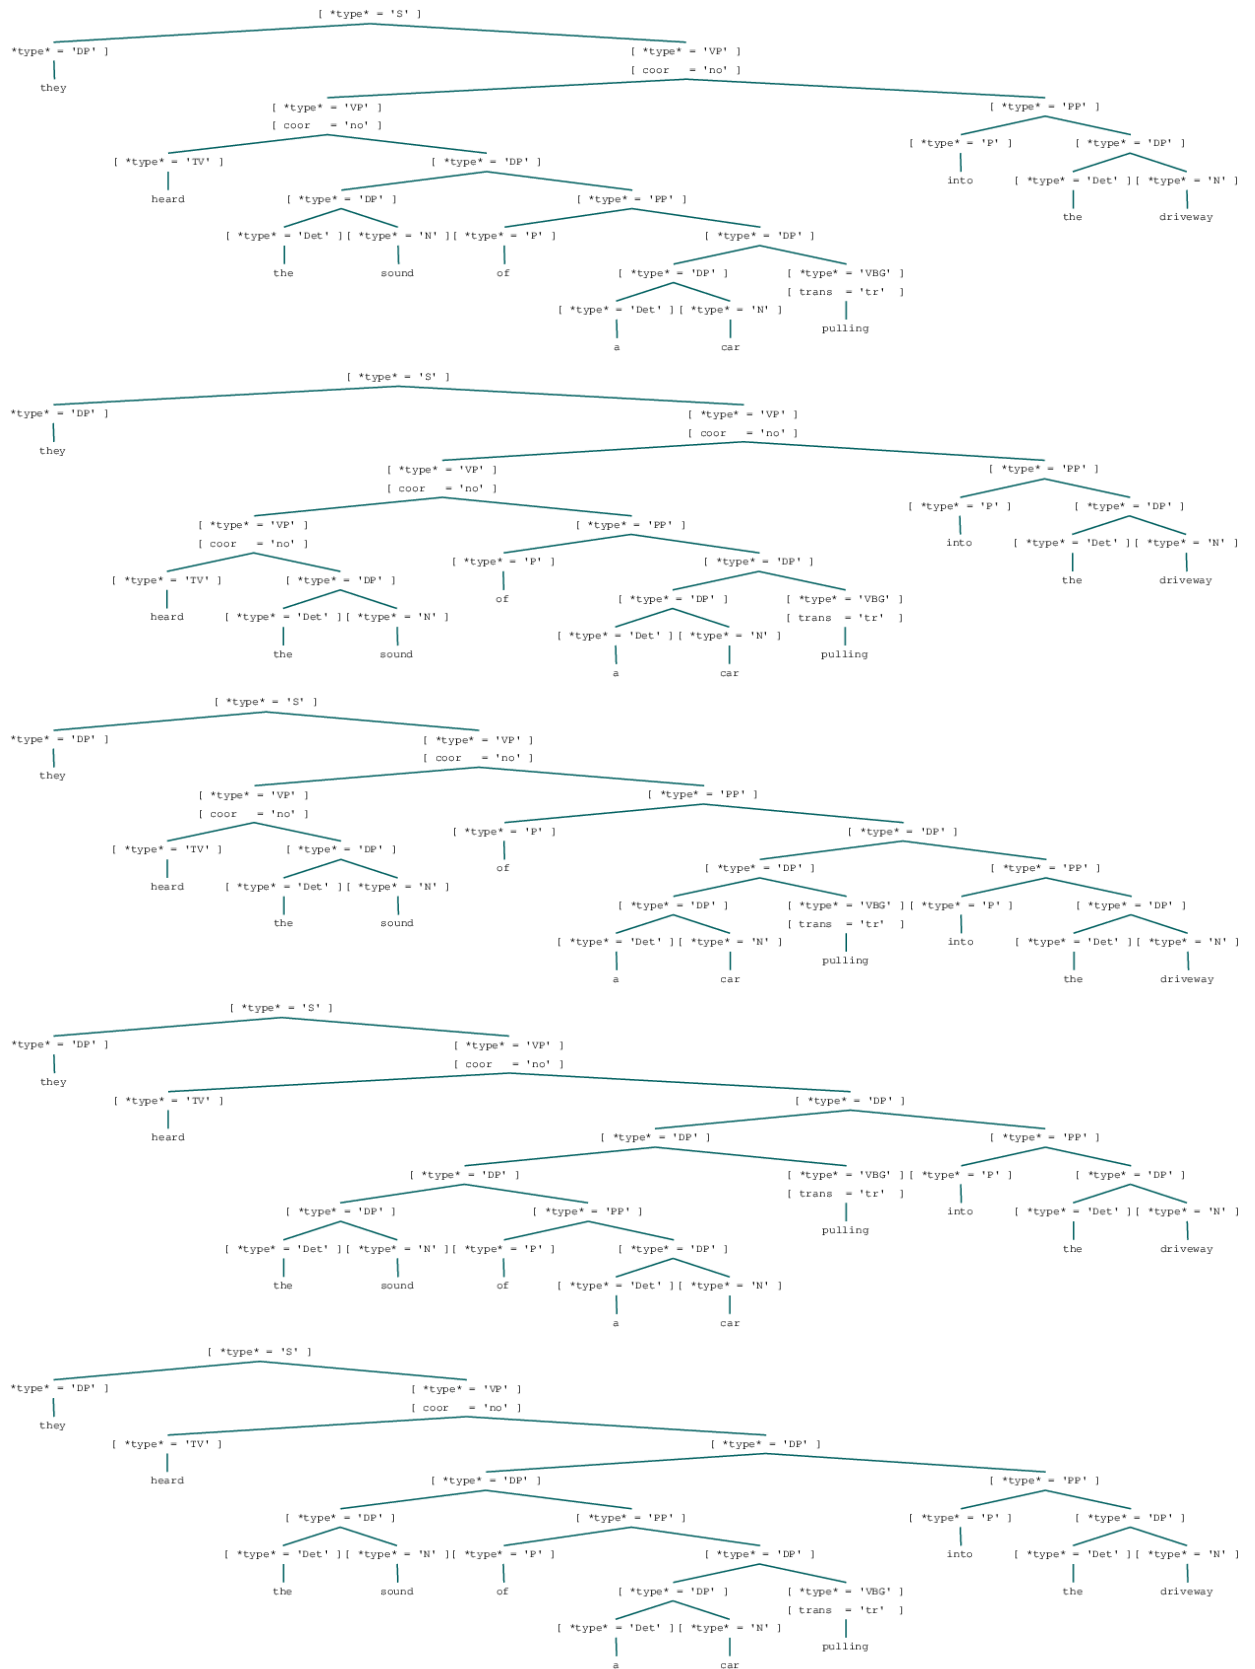 [ *type* = 'S' ]
*type* = 'DP' ] [ *type* = 'VP' ]
[ coor   = 'no' ]
they
[ *type* = 'VP' ] [ *type* = 'PP' ]
[ coor   = 'no' ]
[ *type* = 'P' ] [ *type* = 'DP' ]
[ *type* = 'TV' ] [ *type* = 'DP' ]
into [ *type* = 'Det' ] [ *type* = 'N' ]
heard [ *type* = 'DP' ] [ *type* = 'PP' ]
the driveway
[ *type* = 'Det' ] [ *type* = 'N' ] [ *type* = 'P' ] [ *type* = 'DP' ]
the sound of [ *type* = 'DP' ] [ *type* = 'VBG' ]
[ trans  = 'tr'  ]
[ *type* = 'Det' ] [ *type* = 'N' ]
pulling
a car
[ *type* = 'S' ]
*type* = 'DP' ] [ *type* = 'VP' ]
[ coor   = 'no' ]
they
[ *type* = 'VP' ] [ *type* = 'PP' ]
[ coor   = 'no' ]
[ *type* = 'P' ] [ *type* = 'DP' ]
[ *type* = 'VP' ] [ *type* = 'PP' ]
[ coor   = 'no' ] into [ *type* = 'Det' ] [ *type* = 'N' ]
[ *type* = 'P' ] [ *type* = 'DP' ]
[ *type* = 'TV' ] [ *type* = 'DP' ] the driveway
of [ *type* = 'DP' ] [ *type* = 'VBG' ]
heard [ *type* = 'Det' ] [ *type* = 'N' ] [ trans  = 'tr'  ]
[ *type* = 'Det' ] [ *type* = 'N' ]
the sound pulling
a car
[ *type* = 'S' ]
*type* = 'DP' ] [ *type* = 'VP' ]
[ coor   = 'no' ]
they
[ *type* = 'VP' ] [ *type* = 'PP' ]
[ coor   = 'no' ]
[ *type* = 'P' ] [ *type* = 'DP' ]
[ *type* = 'TV' ] [ *type* = 'DP' ]
of [ *type* = 'DP' ] [ *type* = 'PP' ]
heard [ *type* = 'Det' ] [ *type* = 'N' ]
[ *type* = 'DP' ] [ *type* = 'VBG' ] [ *type* = 'P' ] [ *type* = 'DP' ]
the sound [ trans  = 'tr'  ]
[ *type* = 'Det' ] [ *type* = 'N' ] into [ *type* = 'Det' ] [ *type* = 'N' ]
pulling
a car the driveway
[ *type* = 'S' ]
*type* = 'DP' ] [ *type* = 'VP' ]
[ coor   = 'no' ]
they
[ *type* = 'TV' ] [ *type* = 'DP' ]
heard [ *type* = 'DP' ] [ *type* = 'PP' ]
[ *type* = 'DP' ] [ *type* = 'VBG' ] [ *type* = 'P' ] [ *type* = 'DP' ]
[ trans  = 'tr'  ]
[ *type* = 'DP' ] [ *type* = 'PP' ] into [ *type* = 'Det' ] [ *type* = 'N' ]
pulling
[ *type* = 'Det' ] [ *type* = 'N' ] [ *type* = 'P' ] [ *type* = 'DP' ] the driveway
the sound of [ *type* = 'Det' ] [ *type* = 'N' ]
a car
[ *type* = 'S' ]
*type* = 'DP' ] [ *type* = 'VP' ]
[ coor   = 'no' ]
they
[ *type* = 'TV' ] [ *type* = 'DP' ]
heard [ *type* = 'DP' ] [ *type* = 'PP' ]
[ *type* = 'DP' ] [ *type* = 'PP' ] [ *type* = 'P' ] [ *type* = 'DP' ]
[ *type* = 'Det' ] [ *type* = 'N' ] [ *type* = 'P' ] [ *type* = 'DP' ] into [ *type* = 'Det' ] [ *type* = 'N' ]
the sound of [ *type* = 'DP' ] [ *type* = 'VBG' ] the driveway
[ trans  = 'tr'  ]
[ *type* = 'Det' ] [ *type* = 'N' ]
pulling
a car